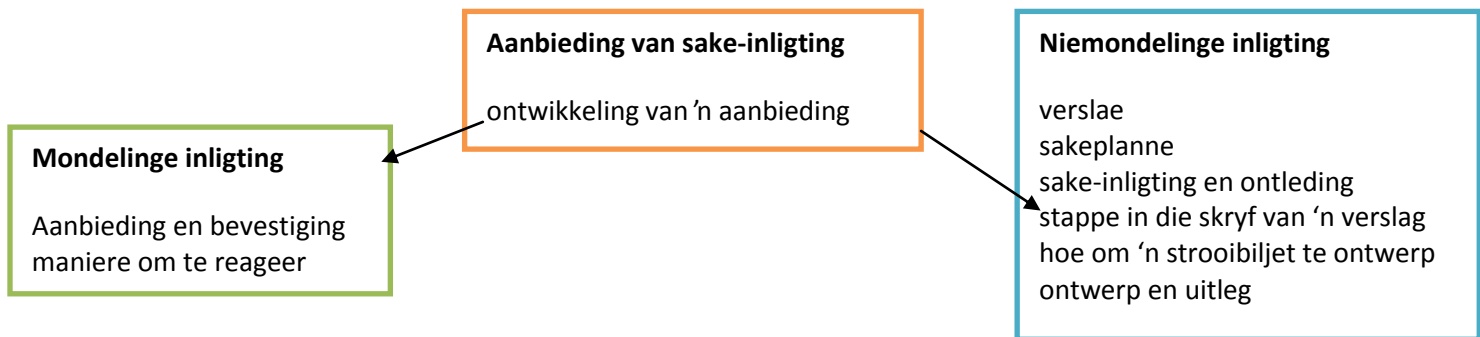 Aanbieding van sake-inligting
ontwikkeling van 'n aanbieding
Mondelinge inligting
Aanbieding en bevestiging
maniere om te reageer
Niemondelinge inligting
verslae
sakeplanne
sake-inligting en ontleding
stappe in die skryf van ‘n verslag
hoe om ‘n strooibiljet te ontwerp
ontwerp en uitleg